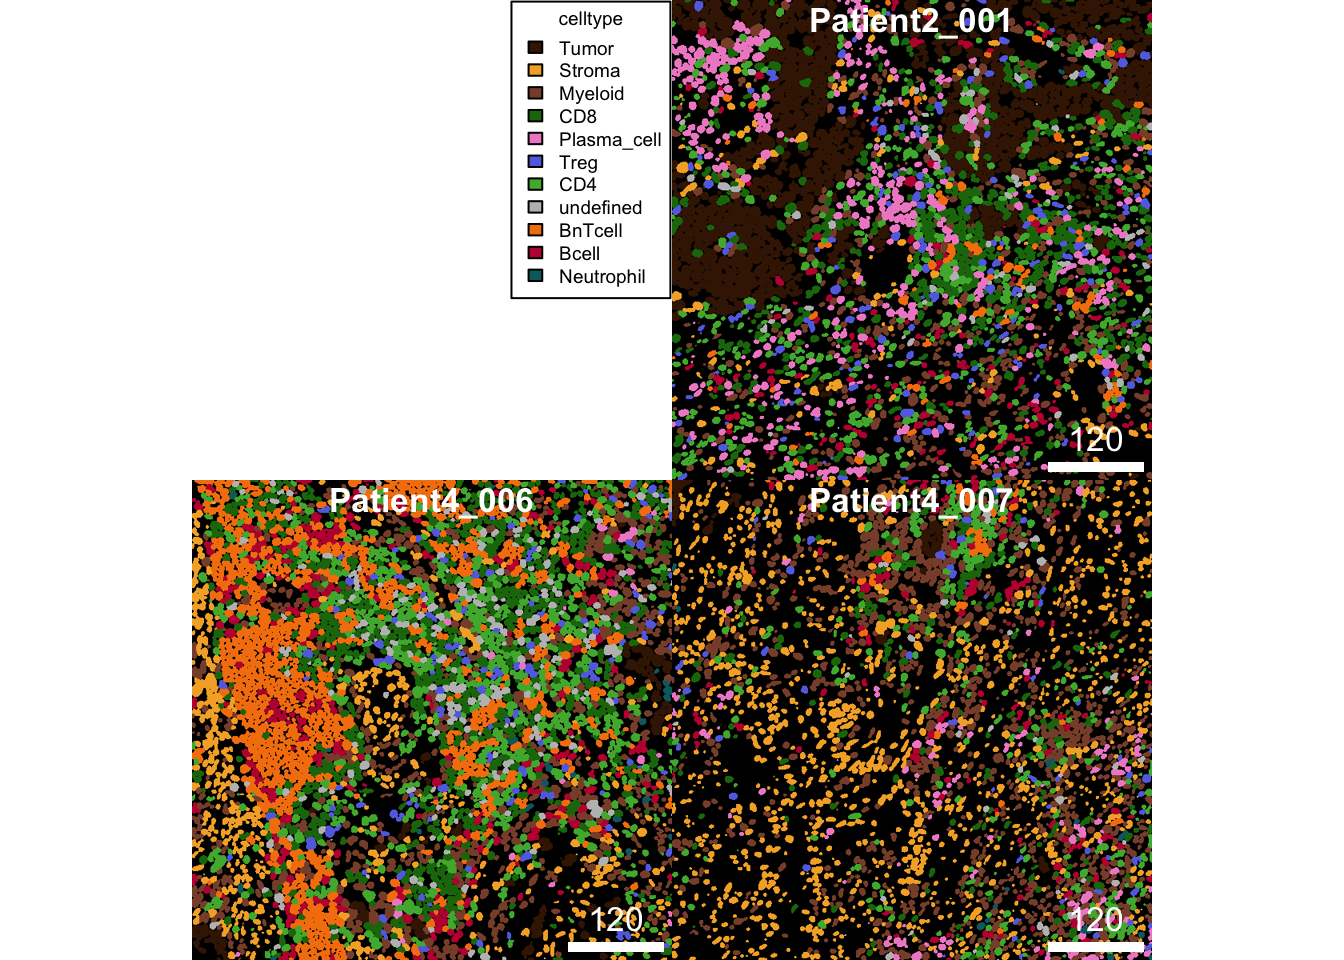 celltype
Tumor
Stroma
Myeloid
CD8
Plasma_cell
Treg
CD4
undefined
BnTcell
Bcell
Neutrophil
Patient2_001
120
Patient4_006
120
Patient4_007
120